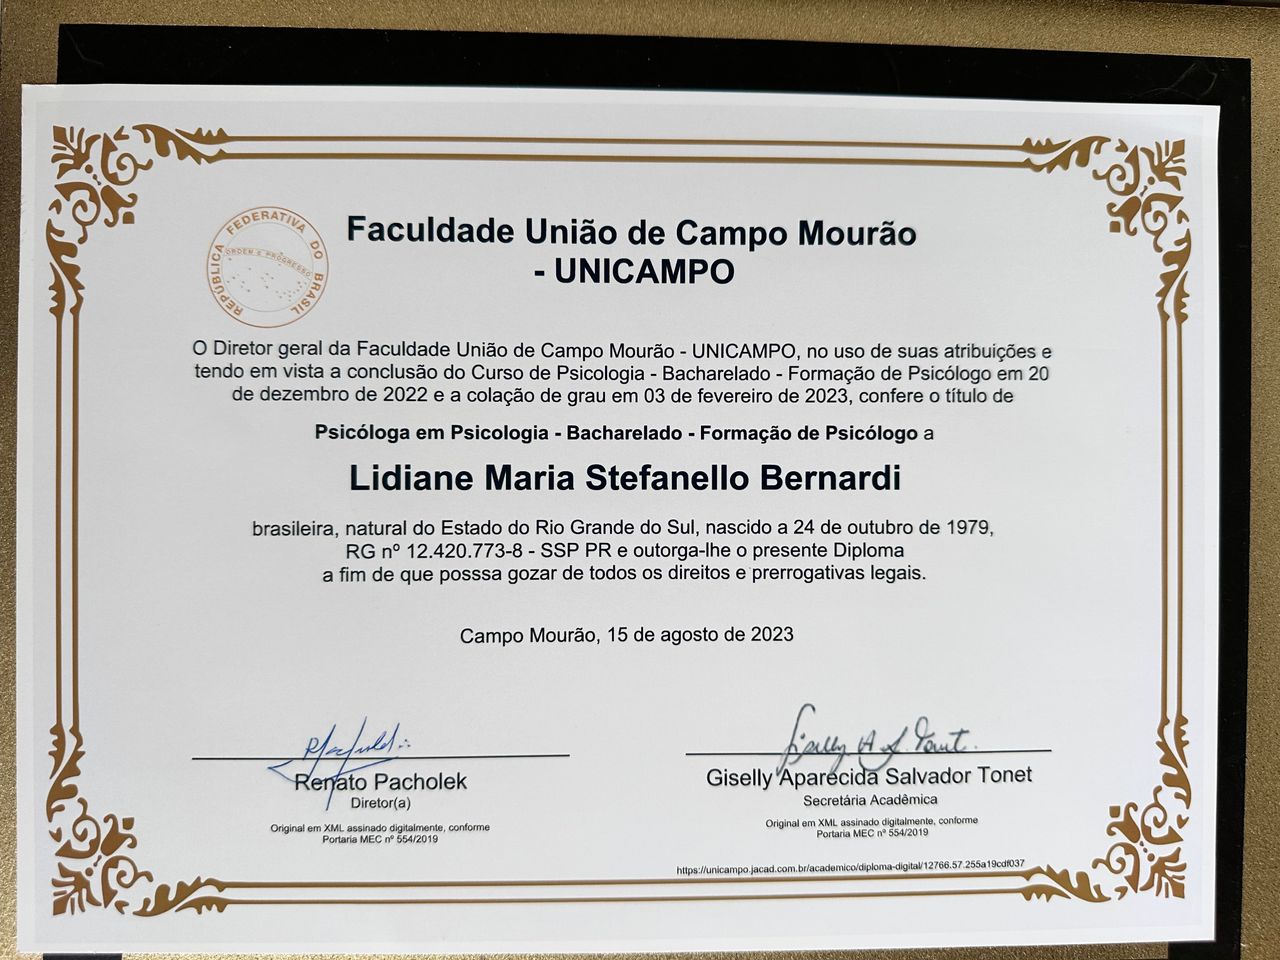 REPÚBLICA FEDERATIVA DO BRASIL
ORDEM E PROGRESSO
Faculdade União de Campo Mourão
- UNICAMPO
O Diretor geral da Faculdade União de Campo Mourão - UNICAMPO, no uso de suas atribuições e
tendo em vista a conclusão do Curso de Psicologia - Bacharelado - Formação de Psicólogo em 20
de dezembro de 2022 e a colação de grau em 03 de fevereiro de 2023, confere o título de
Psicóloga em Psicologia - Bacharelado - Formação de Psicólogo a
Lidiane Maria Stefanello Bernardi
brasileira, natural do Estado do Rio Grande do Sul, nascido a 24 de outubro de 1979,
RG nº 12.420.773-8 - SSP PR e outorga-lhe o presente Diploma
a fim de que posssa gozar de todos os direitos e prerrogativas legais.
Campo Mourão, 15 de agosto de 2023
Giselly A S. Tonet.
Renato Pacholek
Diretor(a)
Original em XML assinado digitalmente, conforme
Portaria MEC nº 554/2019
Giselly Aparecida Salvador Tonet
Secretária Acadêmica
Original em XML assinado digitalmente, conforme
Portaria MEC nº 554/2019
https://unicampo.jacad.com.br/academico/diploma-digital/12766.57.255a19cdf037